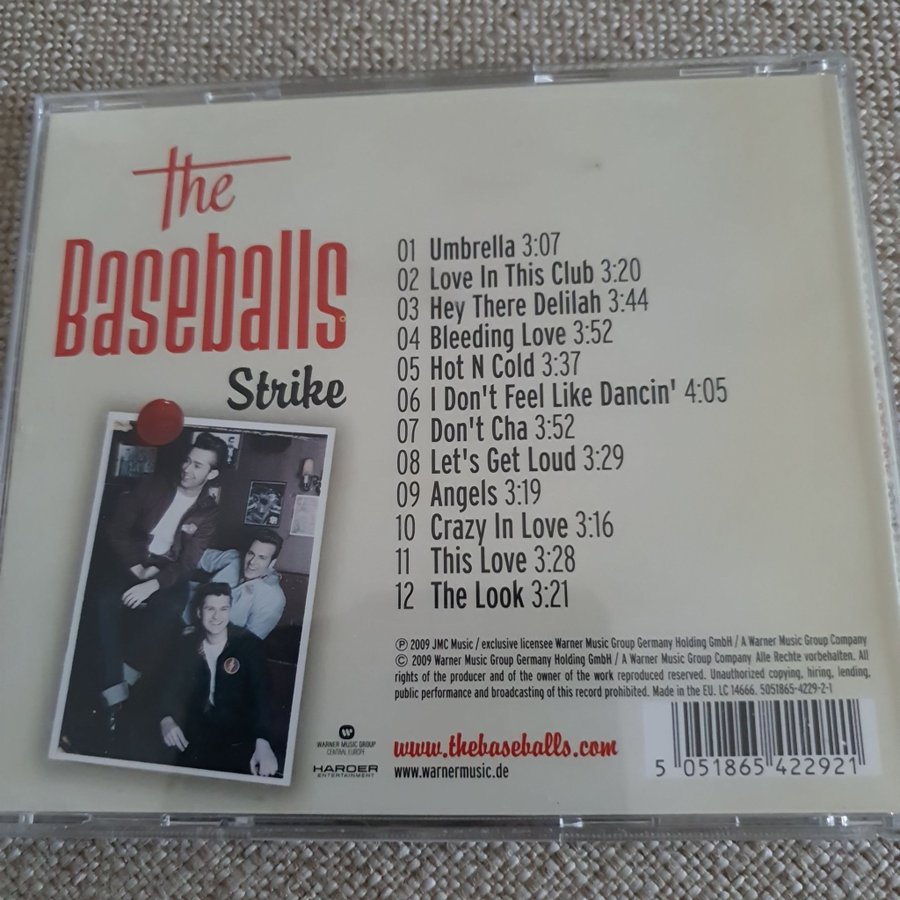 the
Baseballs
Strike
01 Umbrella 3:07
02 Love In This Club 3:20
03 Hey There Delilah 3:44
04 Bleeding Love 3:52
05 Hot N Cold 3:37
06 I Don't Feel Like Dancin' 4:05
07 Don't Cha 3:52
08 Let's Get Loud 3:29
09 Angels 3:19
10 Crazy In Love 3:16
11 This Love 3:28
12 The Look 3:21
℗ 2009 JMC Music / exclusive licensee Warner Music Group Germany Holding GmbH / A Warner Music Group Company
© 2009 Warner Music Group Germany Holding GmbH / A Warner Music Group Company Alle Rechte vorbehalten. All
rights of the producer and of the owner of the work reproduced reserved. Unauthorized copying, hiring, lending,
public performance and broadcasting of this record prohibited. Made in the EU. LC 14666. 5051865-4229-2-1
WARNER MUSIC GROUP
CENTRAL EUROPE
HARDER
ENTERTAINMENT
www.thebaseballs.com
www.warnermusic.de
5 051865 422921